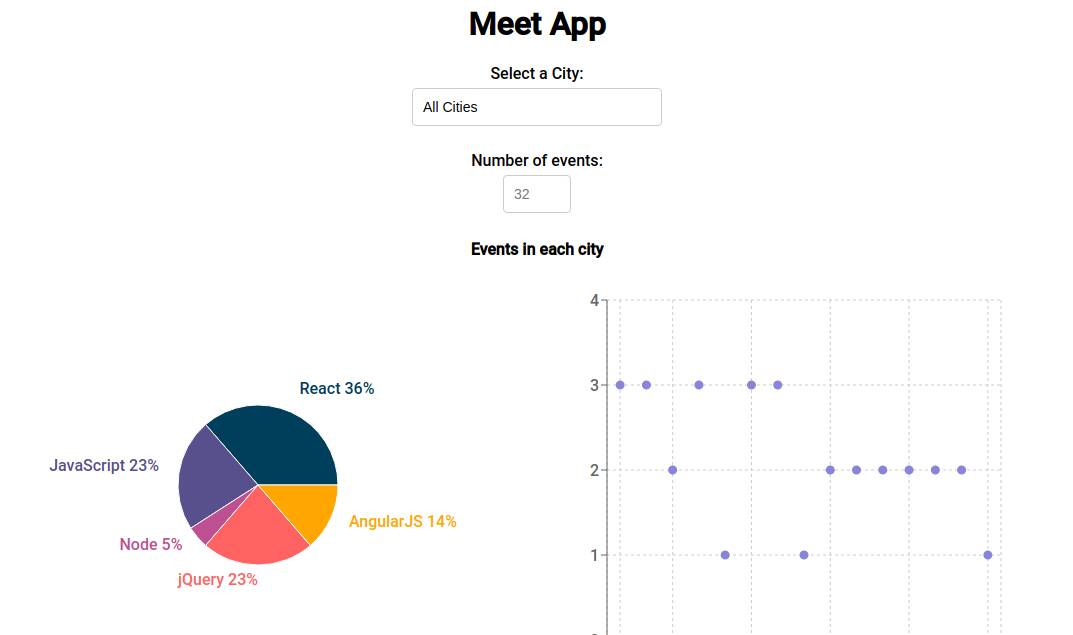 Meet App
Select a City:
All Cities
Number of events:
32
Events in each city
4
3
2
1
React 36%
JavaScript 23%
AngularJS 14%
Node 5%
jQuery 23%